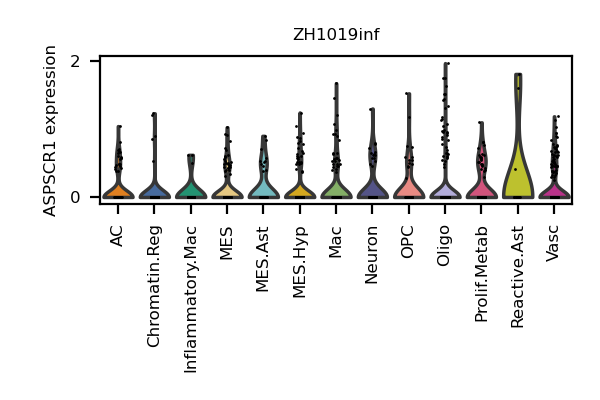 ZH1019inf
ASPSCR1 expression
2
0
AC
Chromatin.Reg
Inflammatory.Mac
MES
MES.Ast
MES.Hyp
Mac
Neuron
OPC
Oligo
Prolif.Metab
Reactive.Ast
Vasc